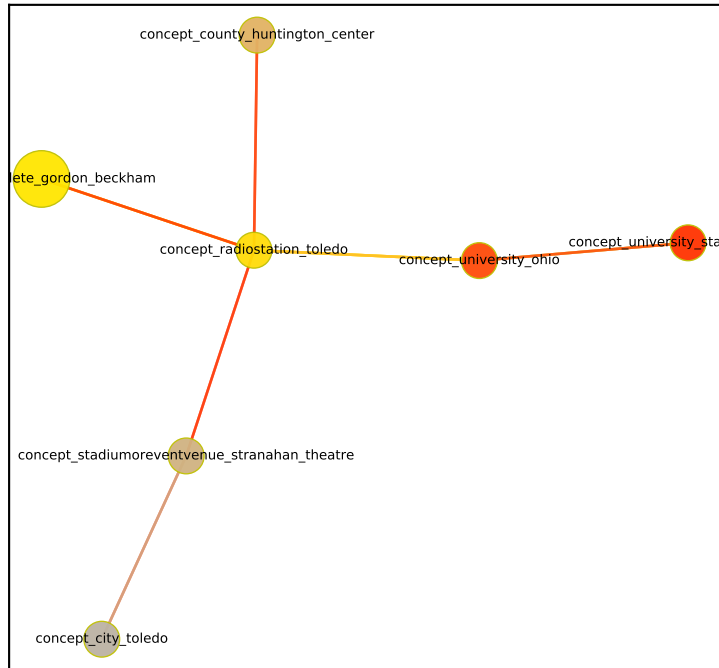 concept_county_huntington_center
lete_gordon_beckham
concept_radiostation_toledo
concept_university_sta
concept_university_ohio
concept_stadiumoreventvenue_stranahan_theatre
concept_city_toledo